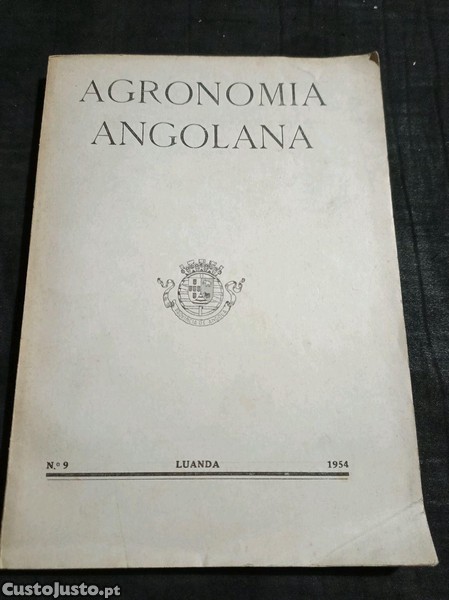 AGRONOMIA
ANGOLANA
N.º 9 LUANDA 1954
CustoJusto.pt